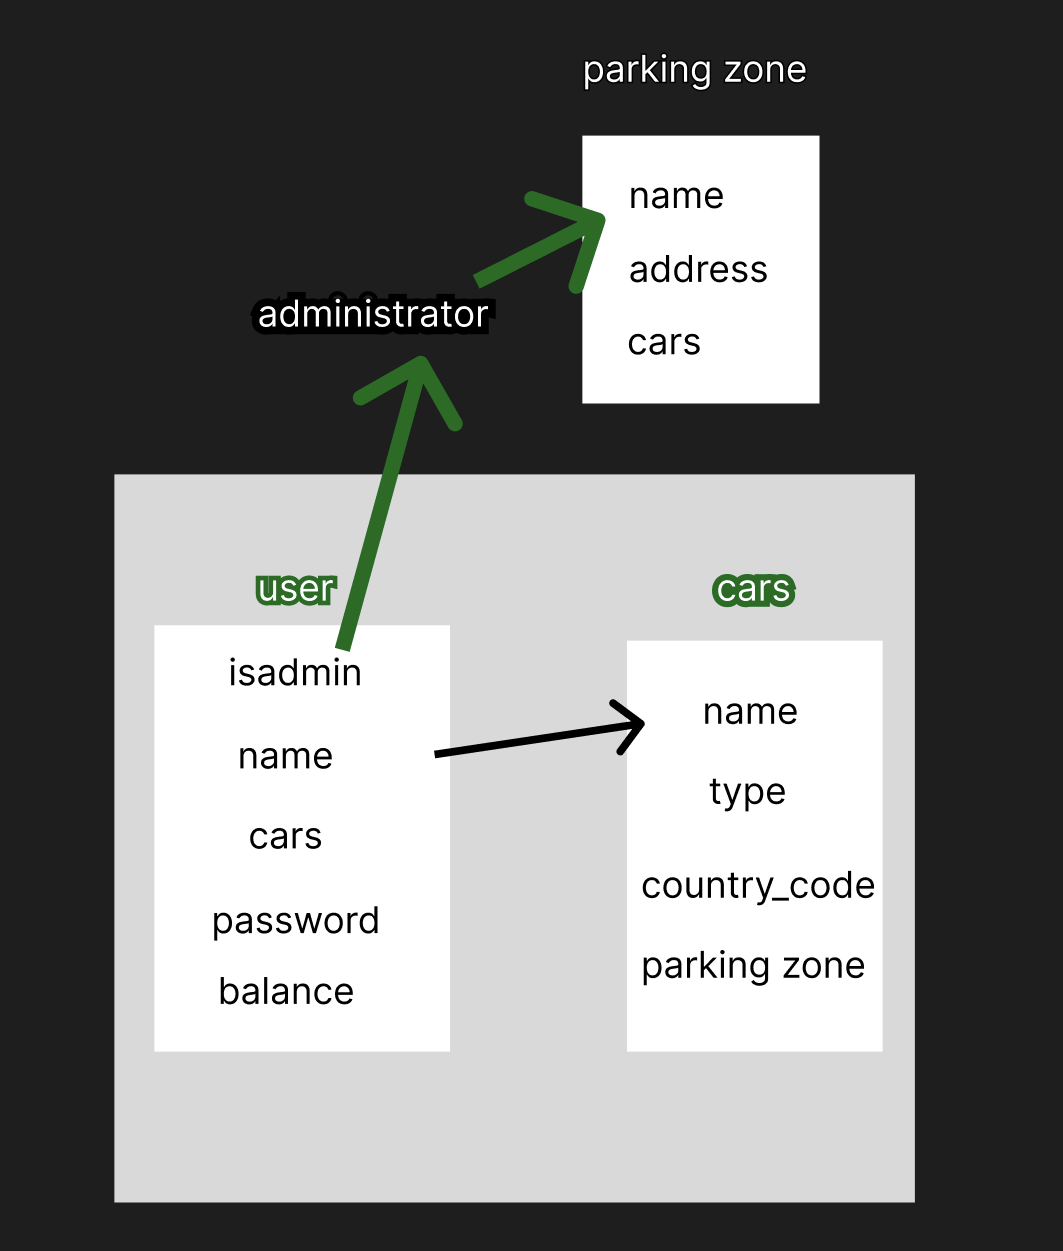 parking zone
name
address
cars
administrator
user
isadmin
name
cars
password
balance
cars
name
type
country_code
parking zone